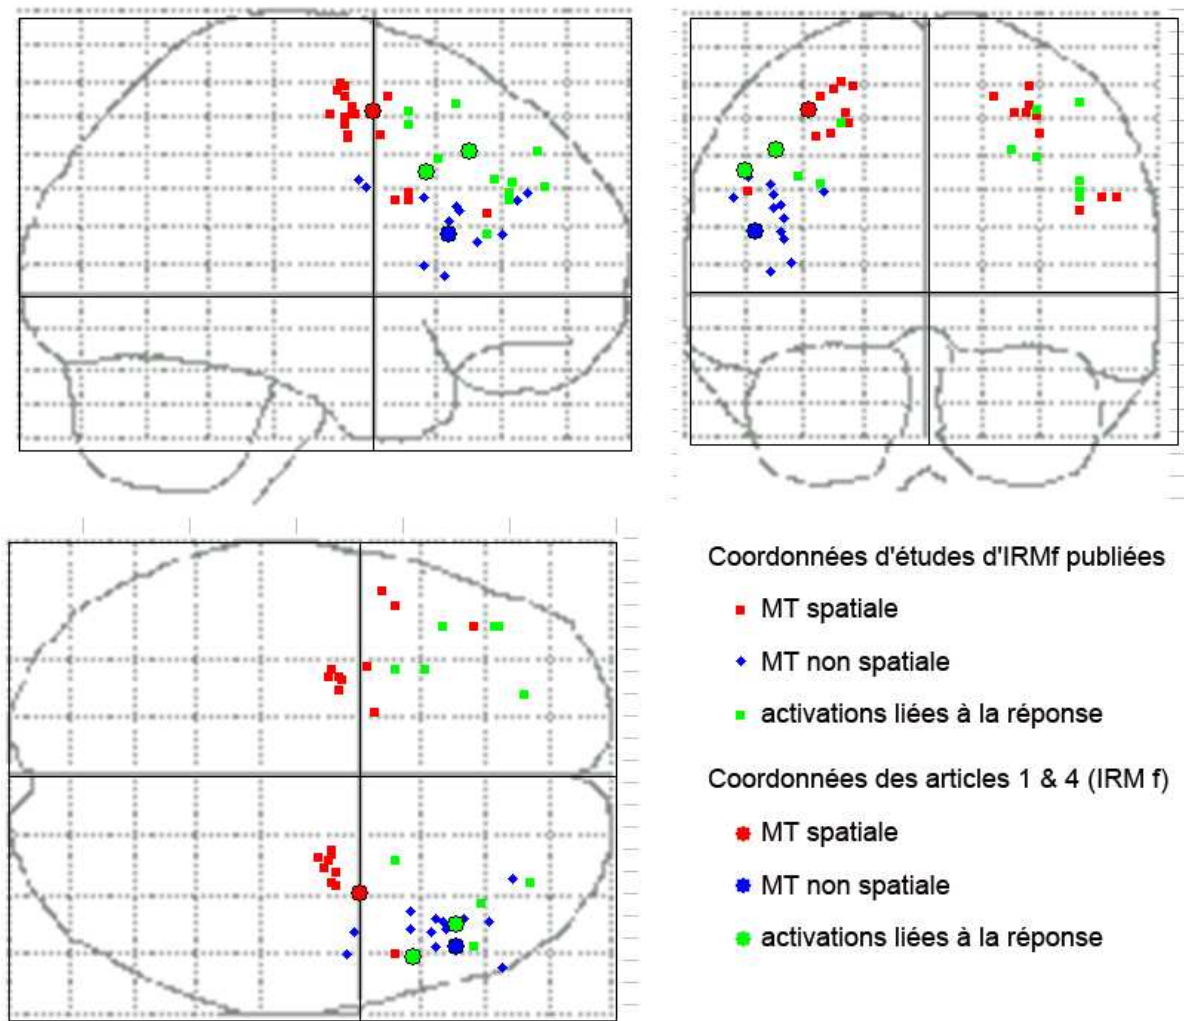 Coordonnées d'études d'IRMf publiées
MT spatiale
MT non spatiale
activations liées à la réponse
Coordonnées des articles 1 & 4 (IRM f)
MT spatiale
MT non spatiale
activations liées à la réponse